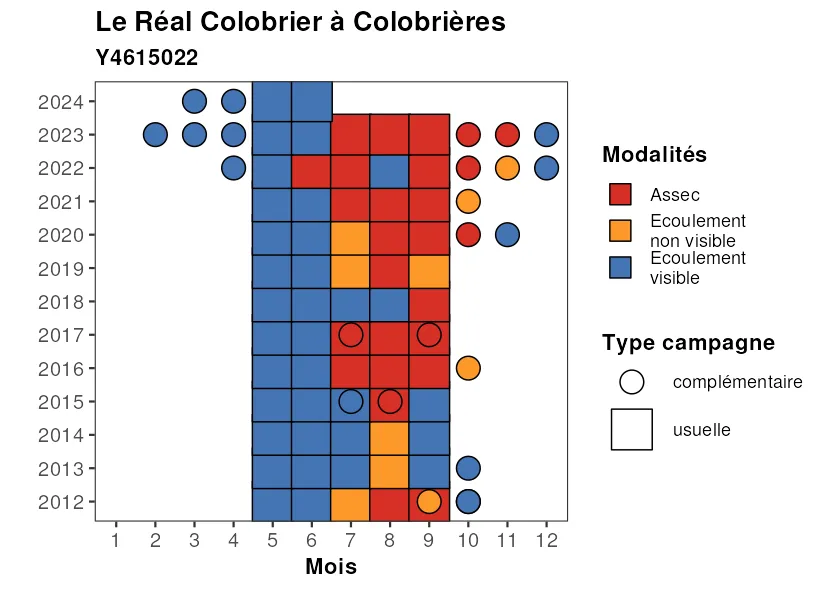 Le Réal Colobrier à Colobrières
Y4615022
2024
2023
2022
2021
2020
2019
2018
2017
2016
2015
2014
2013
2012
1 2 3 4 5 6 7 8 9 10 11 12
Mois
Modalités
Assec
Ecoulement
non visible
Ecoulement
visible
Type campagne
complémentaire
usuelle